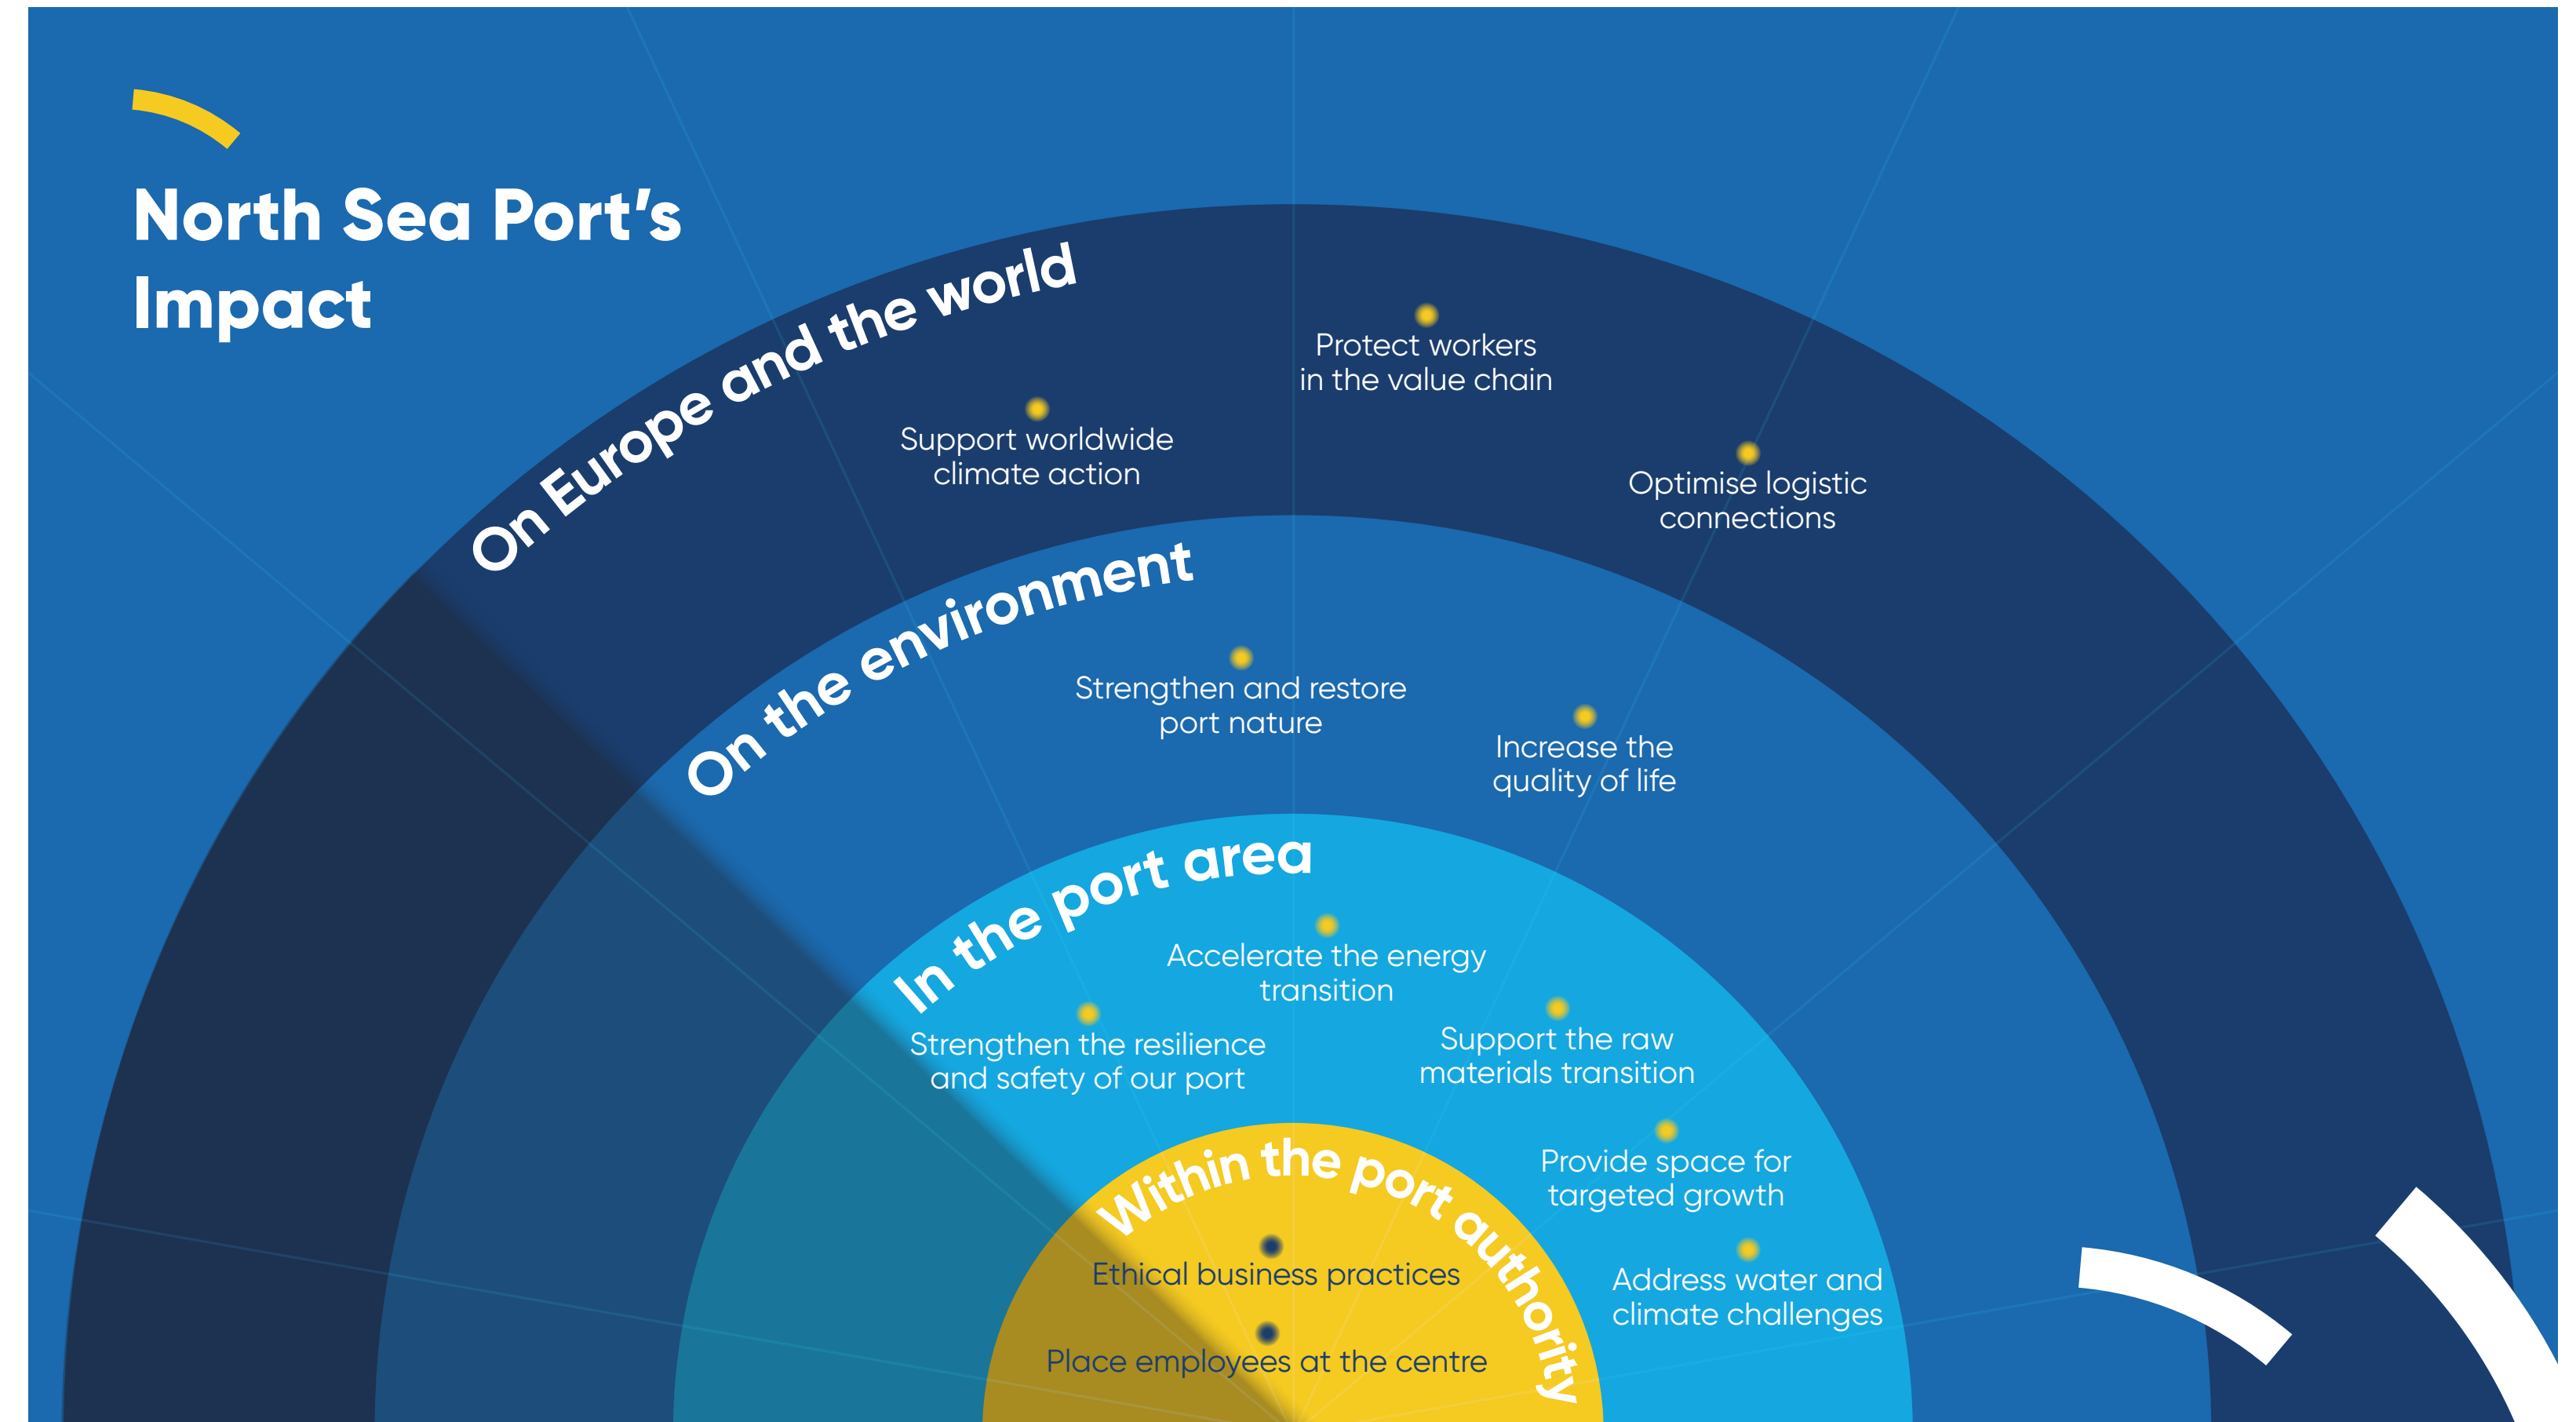 North Sea Port’s
Impact
On Europe and the world
Protect workers
in the value chain
Support worldwide
climate action
Optimise logistic
connections
On the environment
Strengthen and restore
port nature
Increase the
quality of life
In the port area
Accelerate the energy
transition
Strengthen the resilience
and safety of our port
Support the raw
materials transition
Provide space for
targeted growth
Address water and
climate challenges
Within the port authority
Ethical business practices
Place employees at the centre